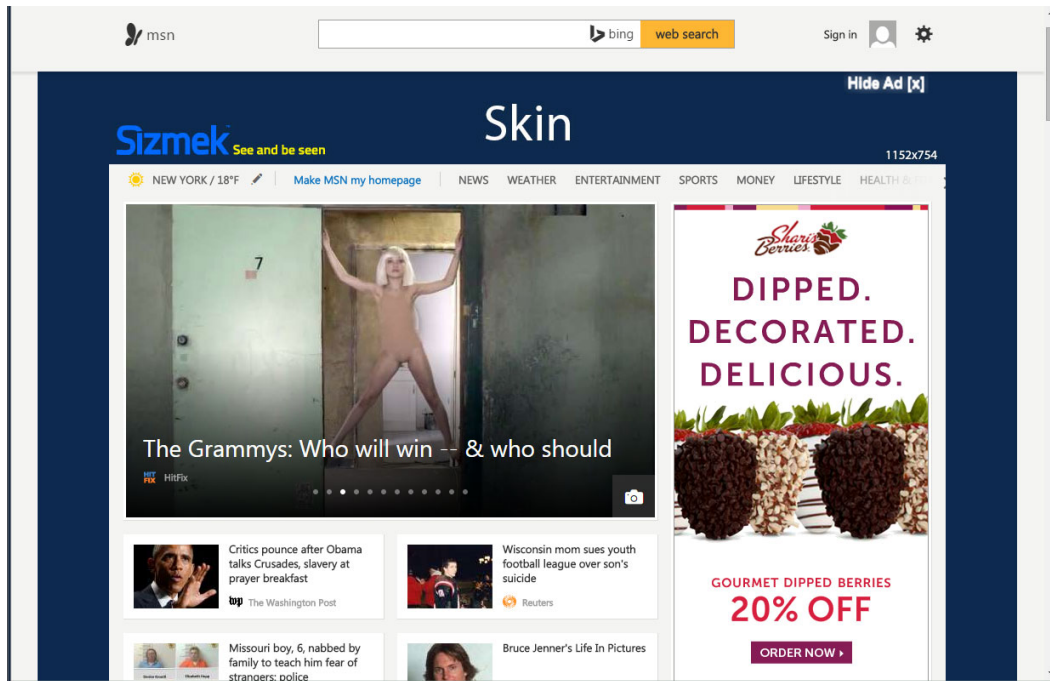 msn
bing
web search
Sign in
Hide Ad [x]
Skin
Sizmek See and be seen
1152x754
NEW YORK / 18°F
Make MSN my homepage
NEWS WEATHER ENTERTAINMENT SPORTS MONEY LIFESTYLE HEALTH &
7
The Grammys: Who will win -- & who should
HIT FIX HitFix
Shari's
Berries.
DIPPED.
DECORATED.
DELICIOUS.
GOURMET DIPPED BERRIES
20% OFF
ORDER NOW
Critics pounce after Obama
talks Crusades, slavery at
prayer breakfast
wp The Washington Post
Wisconsin mom sues youth
football league over son's
suicide
Reuters
Missouri boy, 6, nabbed by
family to teach him fear of
strangers: police
Bruce Jenner's Life In Pictures